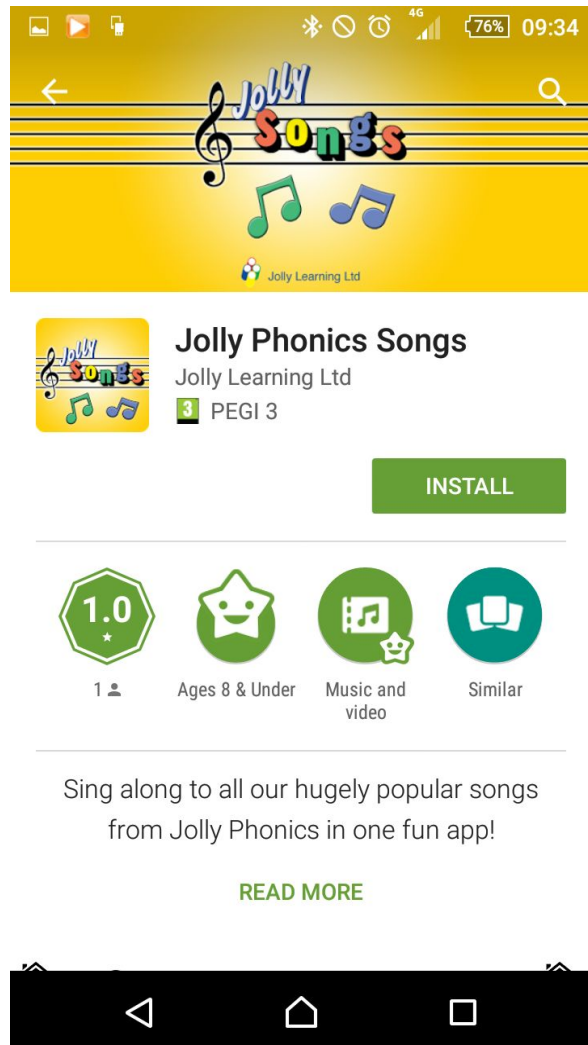 4G
76%
09:34
Jolly
Songs
Jolly Learning Ltd
Jolly
Songs
Jolly Phonics Songs
Jolly Learning Ltd
3 PEGI 3
INSTALL
1.0
1
Ages 8 & Under
Music and
video
Similar
Sing along to all our hugely popular songs
from Jolly Phonics in one fun app!
READ MORE